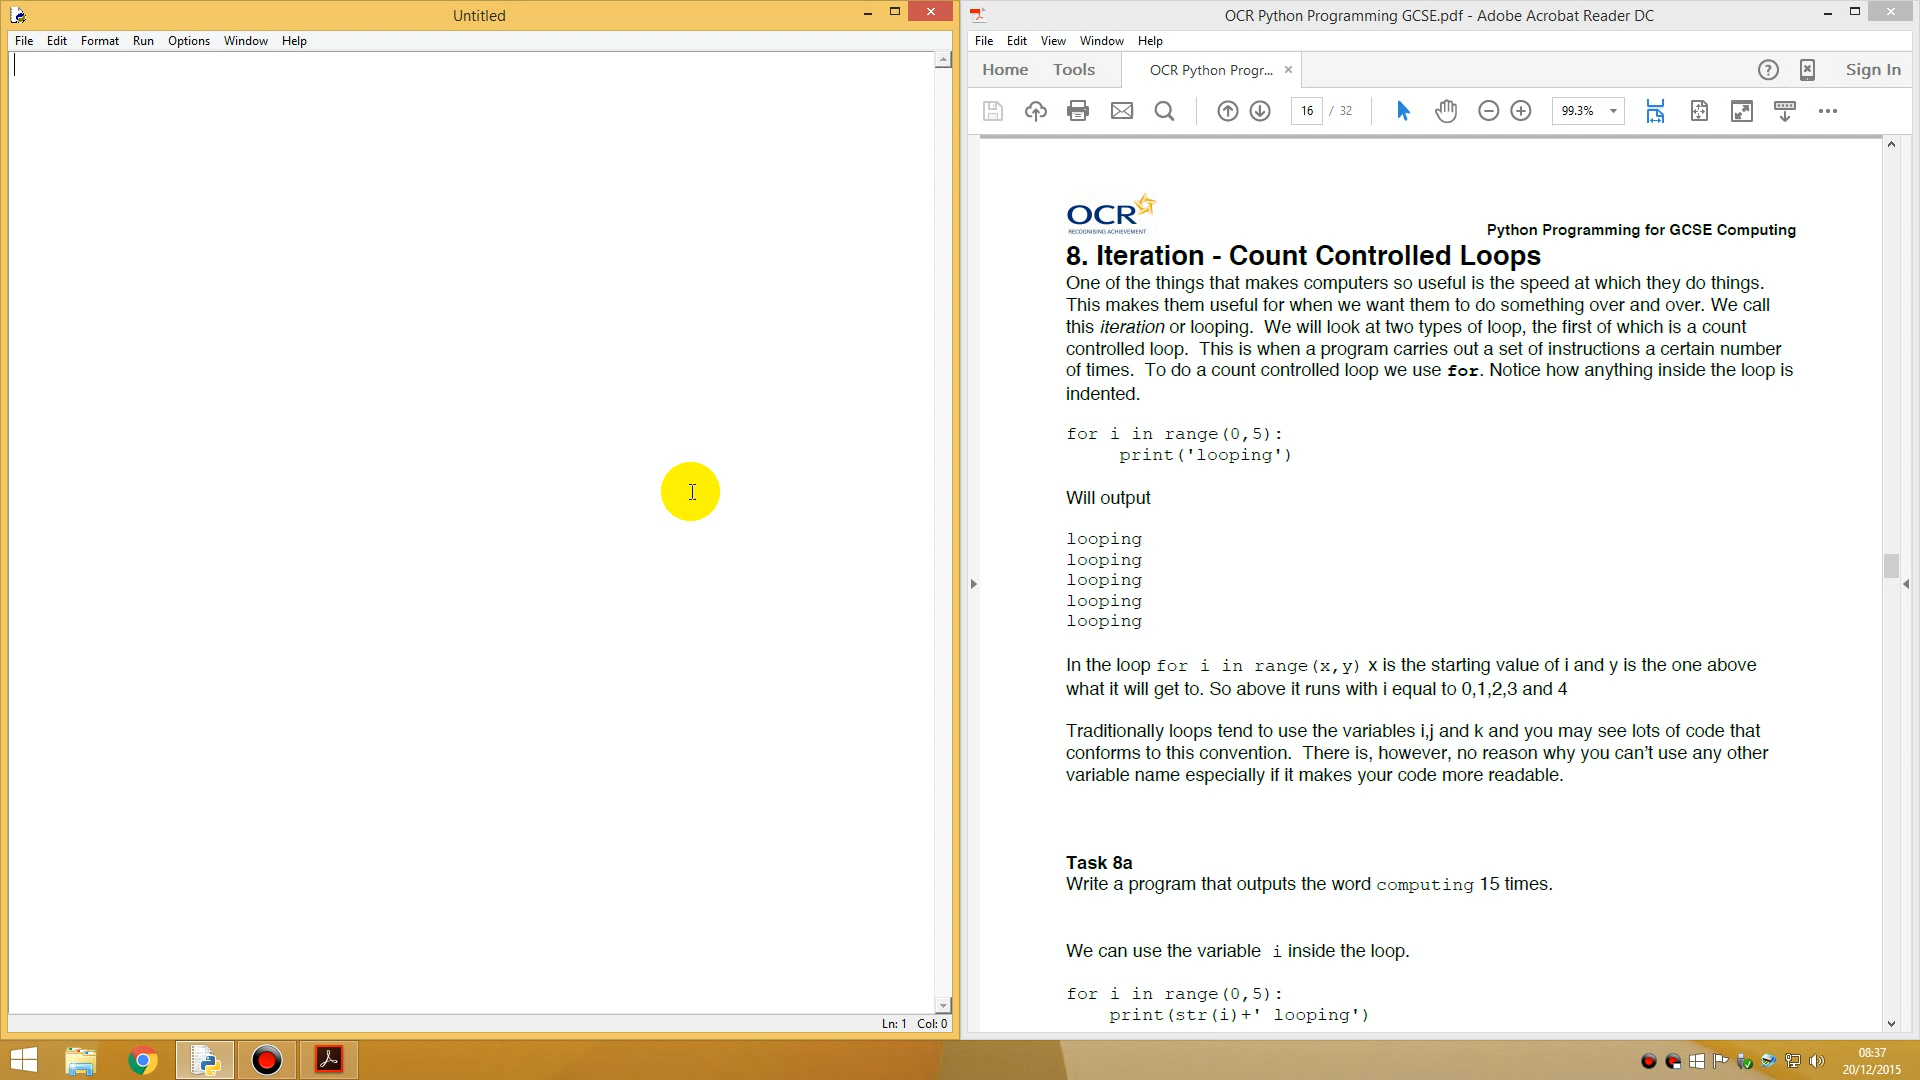 Untitled
File Edit Format Run Options Window Help
Ln: 1 Col: 0
OCR Python Programming GCSE.pdf - Adobe Acrobat Reader DC
File Edit View Window Help
Home Tools OCR Python Progr... × Sign In
16 / 32 99.3%
OCR
RECOGNISING ACHIEVEMENT
Python Programming for GCSE Computing
8. Iteration - Count Controlled Loops
One of the things that makes computers so useful is the speed at which they do things.
This makes them useful for when we want them to do something over and over. We call
this iteration or looping. We will look at two types of loop, the first of which is a count
controlled loop. This is when a program carries out a set of instructions a certain number
of times. To do a count controlled loop we use for. Notice how anything inside the loop is
indented.
for i in range(0,5):
print('looping')
Will output
looping
looping
looping
looping
looping
In the loop for i in range(x,y) x is the starting value of i and y is the one above
what it will get to. So above it runs with i equal to 0,1,2,3 and 4
Traditionally loops tend to use the variables i,j and k and you may see lots of code that
conforms to this convention. There is, however, no reason why you can't use any other
variable name especially if it makes your code more readable.
Task 8a
Write a program that outputs the word computing 15 times.
We can use the variable i inside the loop.
for i in range(0,5):
print(str(i)+' looping')
08:37
20/12/2015